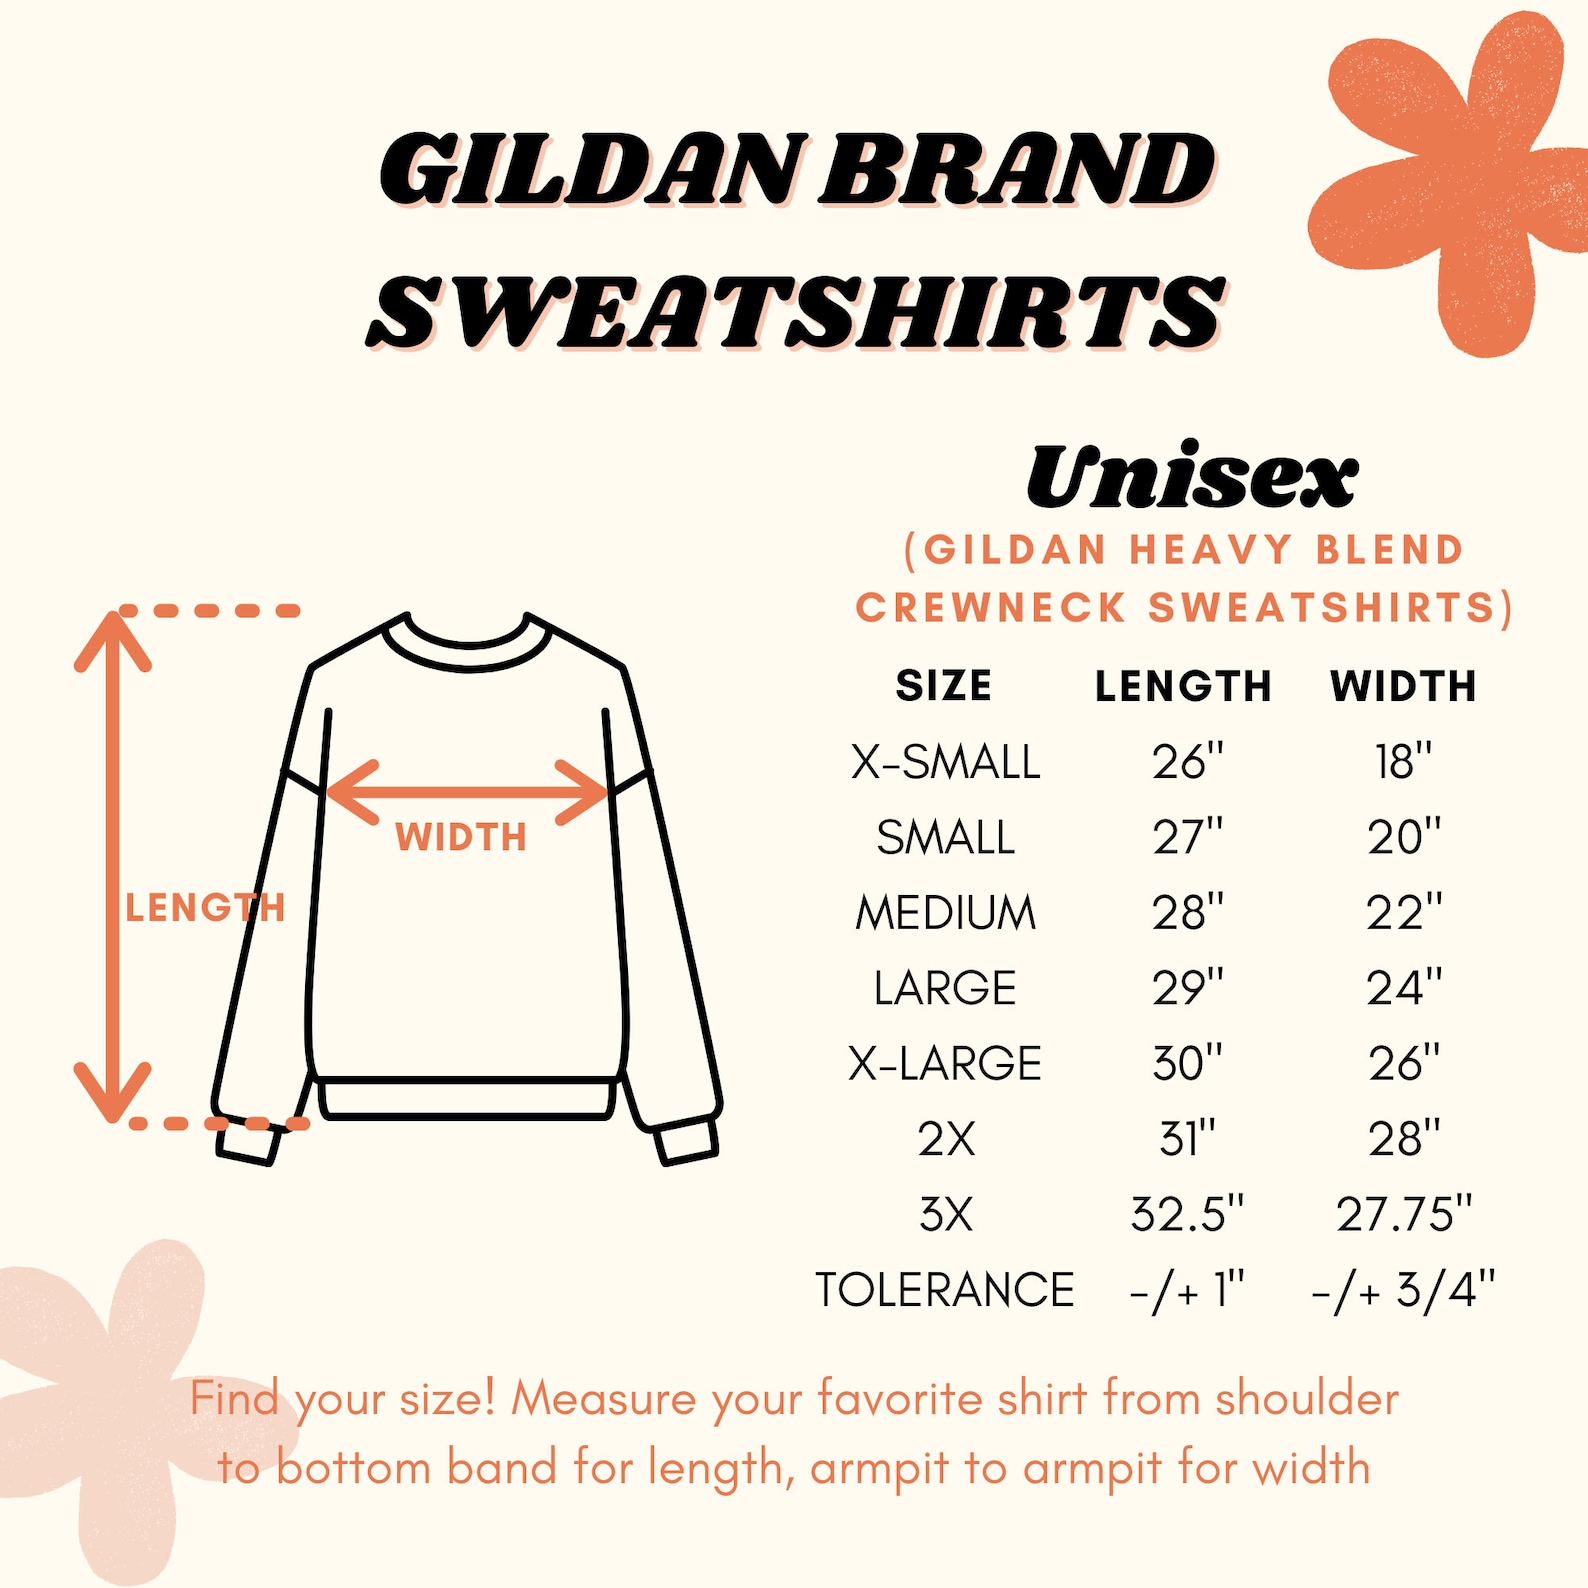 GILDAN BRAND
SWEATSHIRTS
Unisex
(GILDAN HEAVY BLEND
CREWNECK SWEATSHIRTS)
SIZE LENGTH WIDTH
X-SMALL 26" 18"
SMALL 27" 20"
MEDIUM 28" 22"
LARGE 29" 24"
X-LARGE 30" 26"
2X 31" 28"
3X 32.5" 27.75"
TOLERANCE -/+ 1" -/+ 3/4"
WIDTH
LENGTH
Find your size! Measure your favorite shirt from shoulder
to bottom band for length, armpit to armpit for width